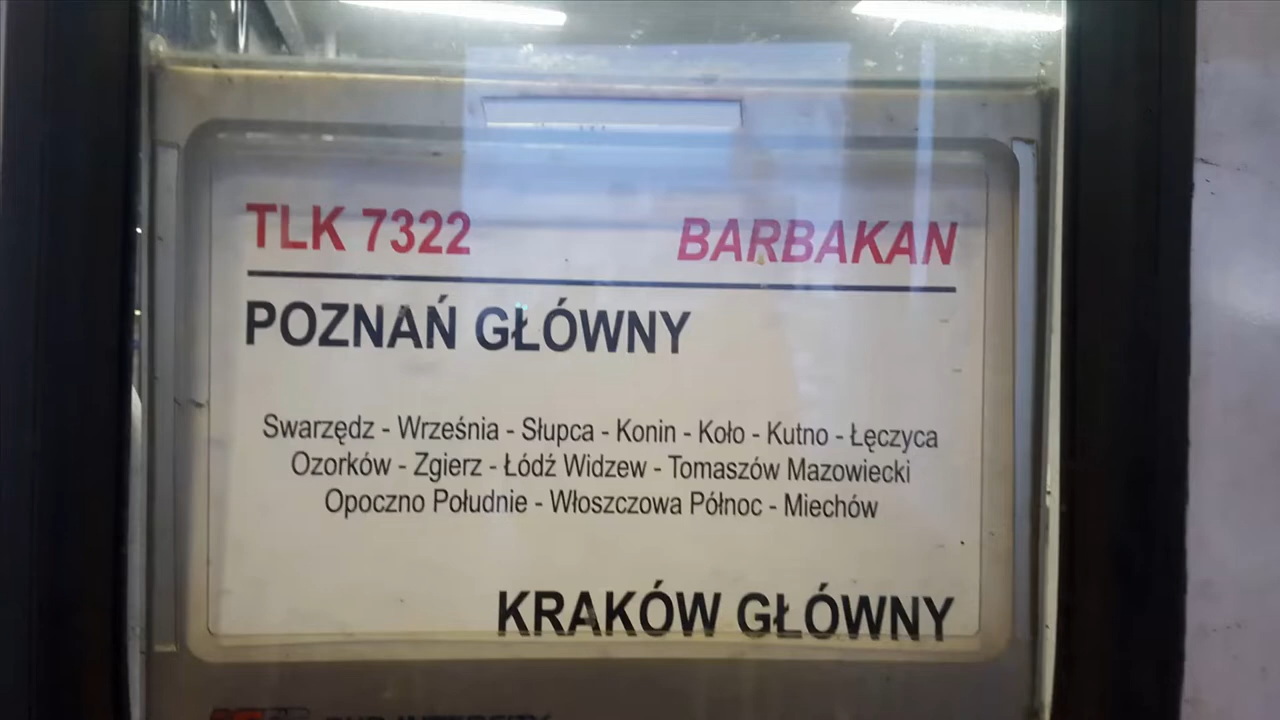 TLK 7322 BARBAKAN
POZNAŃ GŁÓWNY
Swarzędz - Września - Słupca - Konin - Koło - Kutno - Łęczyca
Ozorków - Zgierz - Łódź Widzew - Tomaszów Mazowiecki
Opoczno Południe - Włoszczowa Północ - Miechów
KRAKÓW GŁÓWNY